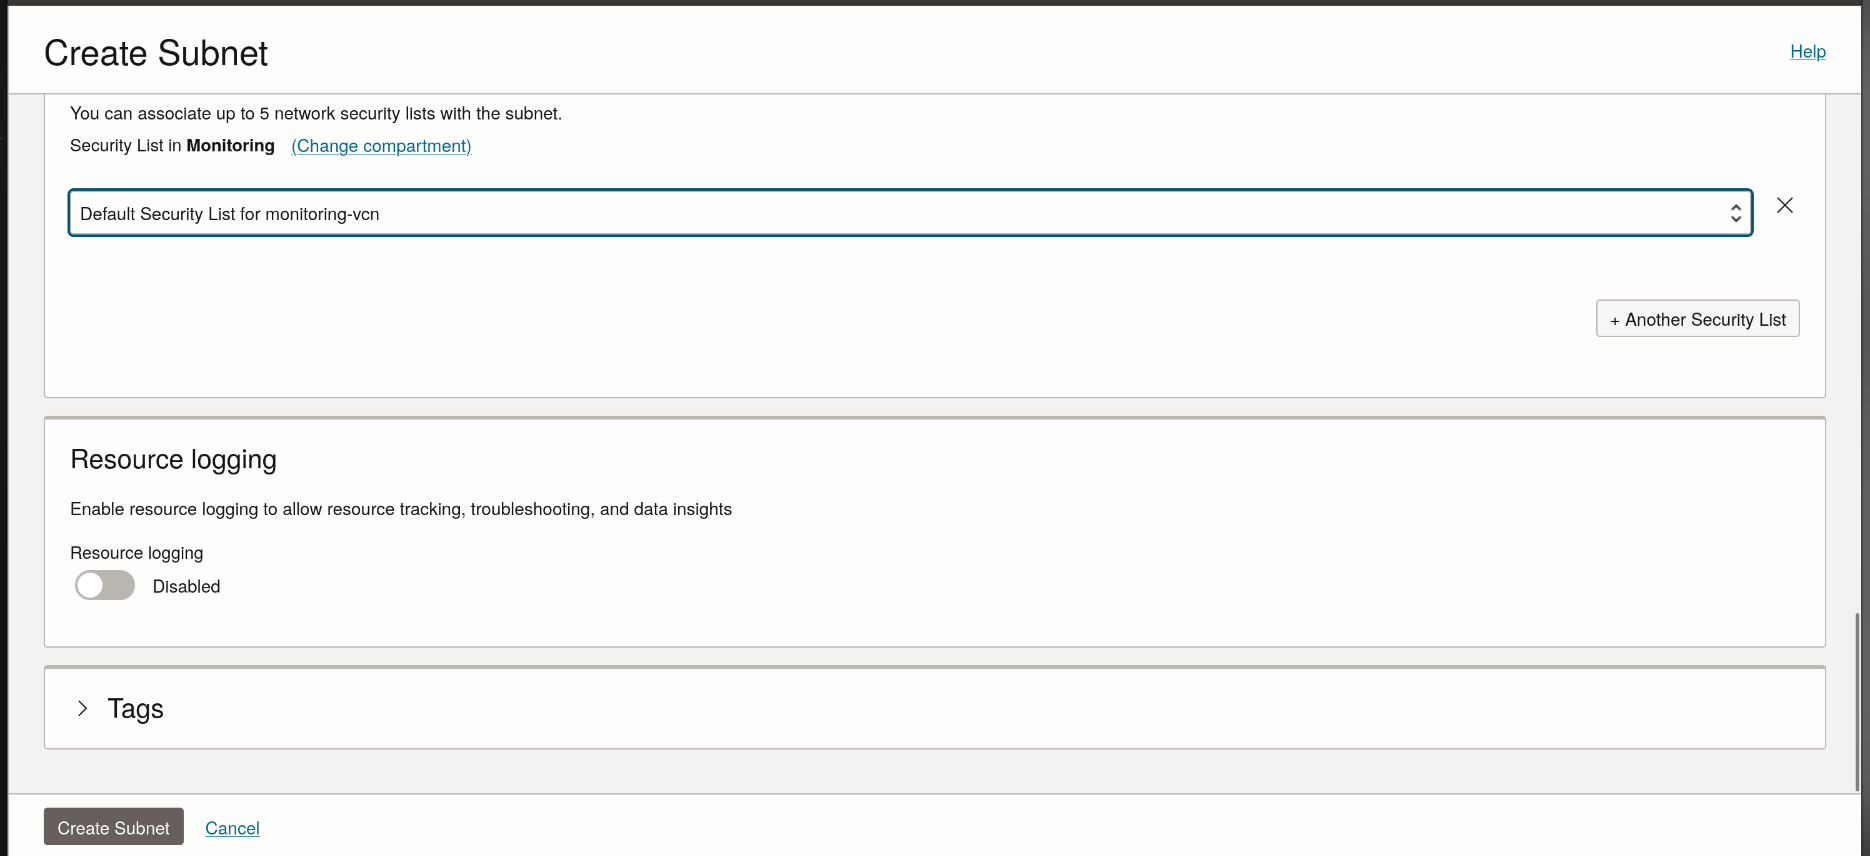 Create Subnet
Help
You can associate up to 5 network security lists with the subnet.
Security List in Monitoring (Change compartment)
Default Security List for monitoring-vcn
+ Another Security List
Resource logging
Enable resource logging to allow resource tracking, troubleshooting, and data insights
Resource logging
Disabled
Tags
Create Subnet
Cancel